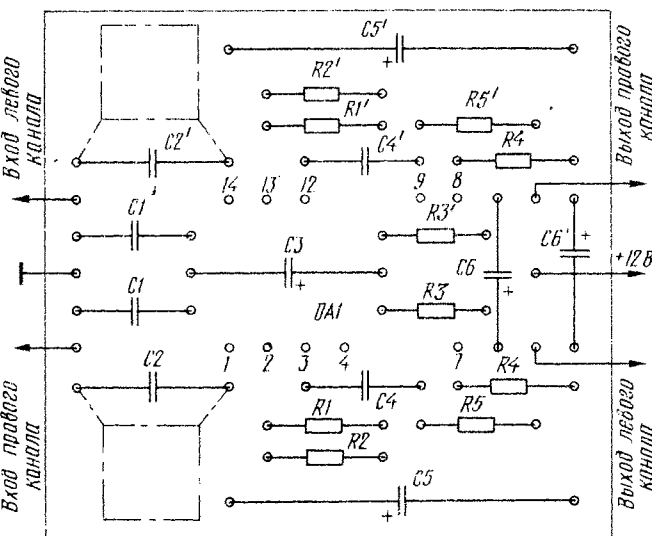 C5'
+
R2'
R1'
R5'
C2'
+
C4'
R4
Вход левого
канала
Выход правого
канала
14
13
12
9
8
C1
R3'
C3
+
C6
+
C6'
+
+12В
C1
DA1
R3
1
2
3
4
7
C2
C4
R4
R1
R5
R2
C5
+
Вход правого
канала
Выход левого
канала